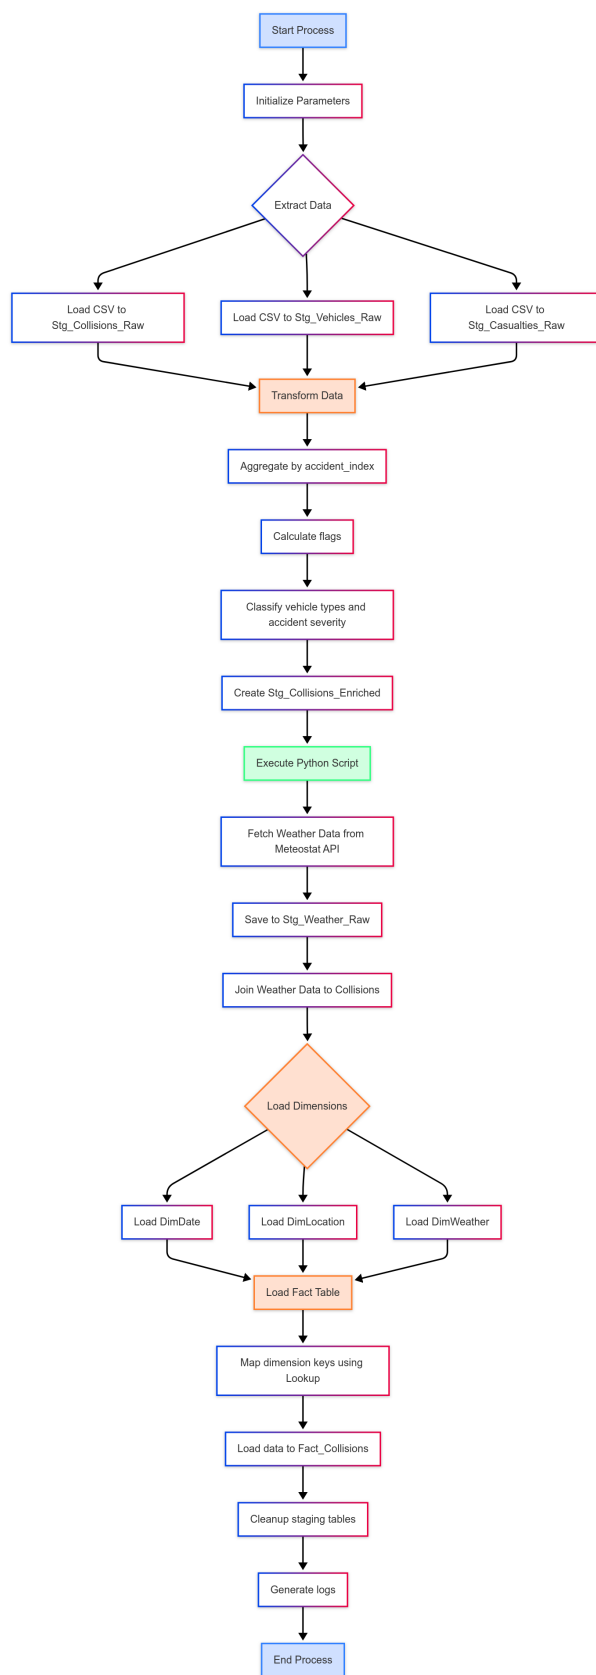 Start Process
Initialize Parameters
Extract Data
Load CSV to
Stg_Collisions_Raw
Load CSV to Stg_Vehicles_Raw
Load CSV to
Stg_Casualties_Raw
Transform Data
Aggregate by accident_index
Calculate flags
Classify vehicle types and
accident severity
Create Stg_Collisions_Enriched
Execute Python Script
Fetch Weather Data from
Meteostat API
Save to Stg_Weather_Raw
Join Weather Data to Collisions
Load Dimensions
Load DimDate
Load DimLocation
Load DimWeather
Load Fact Table
Map dimension keys using
Lookup
Load data to Fact_Collisions
Cleanup staging tables
Generate logs
End Process